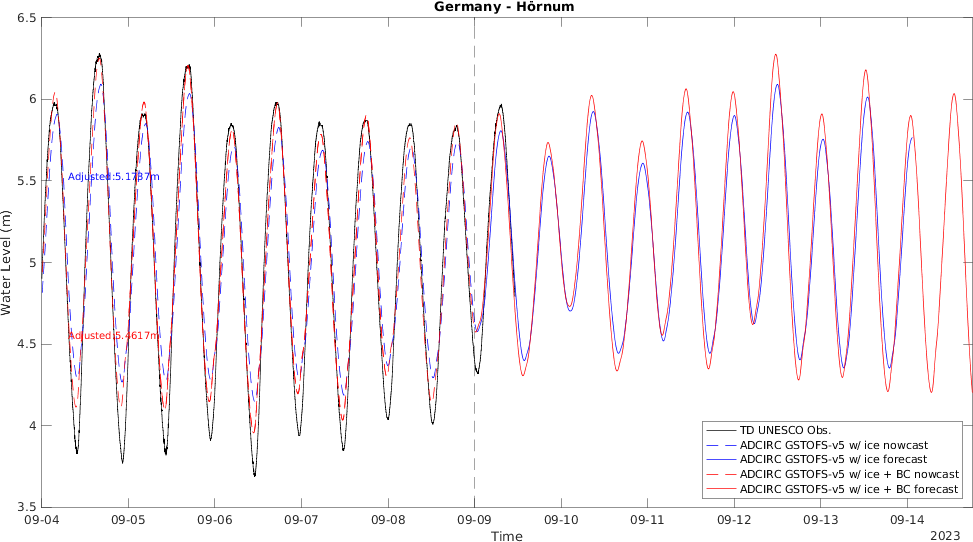 Germany - Hörnum
6.5
6
5.5
5
4.5
4
3.5
Water Level (m)
Adjusted:5.1737m
Adjusted:5.4617m
TD UNESCO Obs.
ADCIRC GSTOFS-v5 w/ ice nowcast
ADCIRC GSTOFS-v5 w/ ice forecast
ADCIRC GSTOFS-v5 w/ ice + BC nowcast
ADCIRC GSTOFS-v5 w/ ice + BC forecast
09-04 09-05 09-06 09-07 09-08 09-09 09-10 09-11 09-12 09-13 09-14
Time
2023